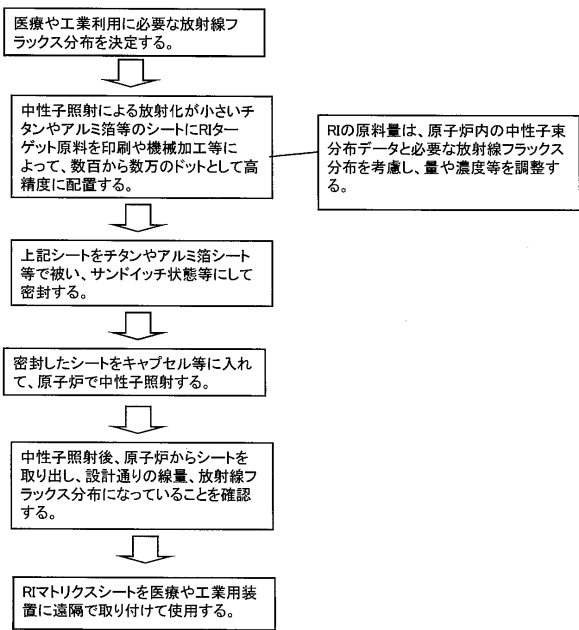 医療や工業利用に必要な放射線フ
ラックス分布を決定する。
中性子照射による放射化が小さいチ
タンやアルミ箔等のシートにRIター
ゲット原料を印刷や機械加工等に
よって、数百から数万のドットとして高
精度に配置する。
RIの原料量は、原子炉内の中性子束
分布データと必要な放射線フラックス
分布を考慮し、量や濃度等を調整す
る。
上記シートをチタンやアルミ箔シート
等で被い、サンドイッチ状態等にして
密封する。
密封したシートをキャプセル等に入れ
て、原子炉で中性子照射する。
中性子照射後、原子炉からシートを
取り出し、設計通りの線量、放射線フ
ラックス分布になっていることを確認
する。
RIマトリクスシートを医療や工業用装
置に遠隔で取り付けて使用する。